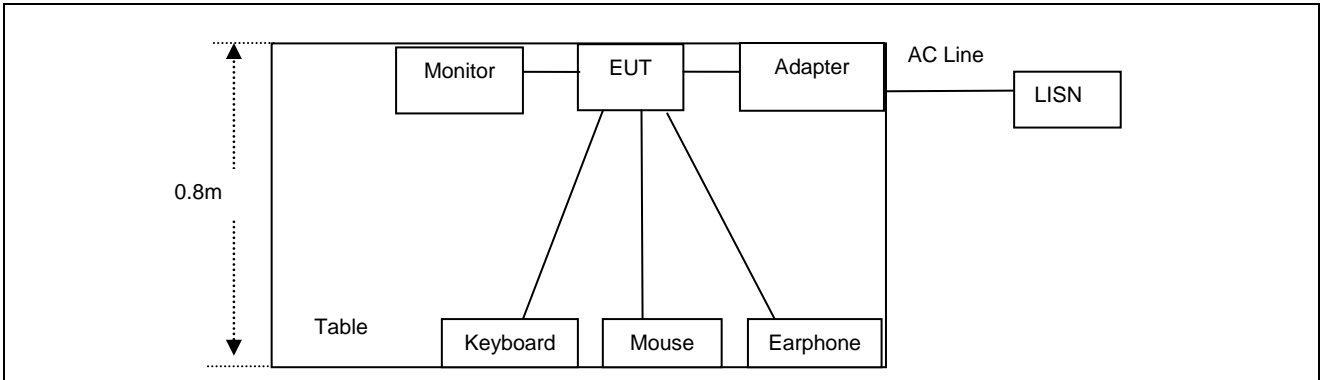 Monitor
EUT
Adapter
AC Line
LISN
0.8m
Table
Keyboard
Mouse
Earphone